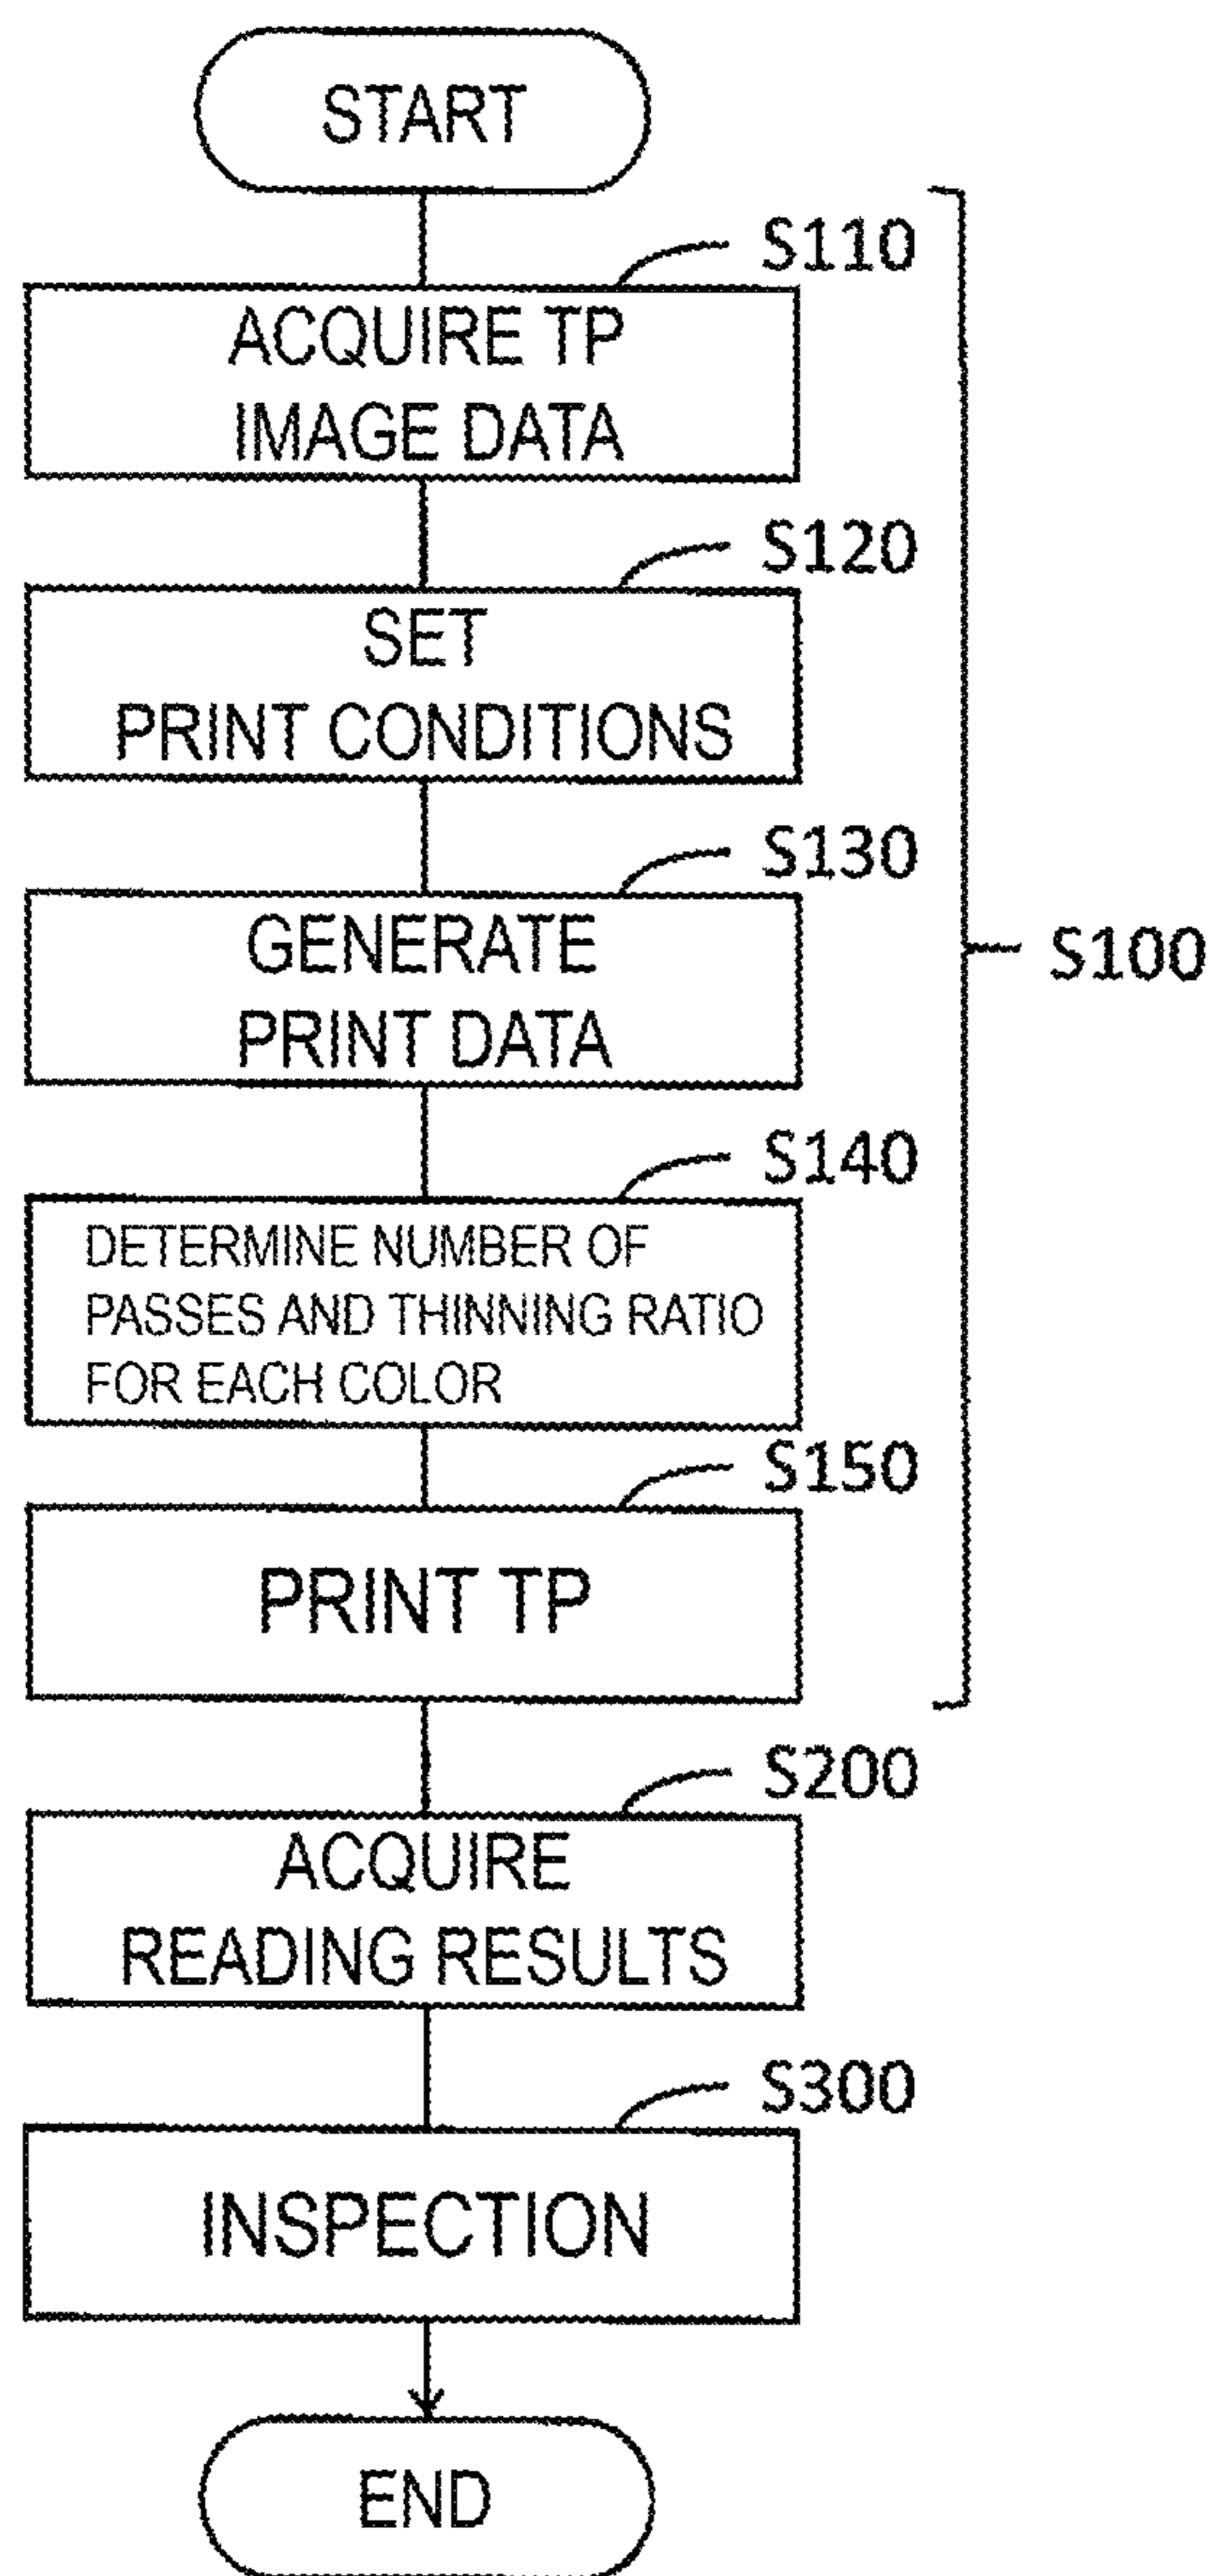 START
S110
ACQUIRE TP
IMAGE DATA
S120
SET
PRINT CONDITIONS
S130
GENERATE
PRINT DATA
S100
S140
DETERMINE NUMBER OF
PASSES AND THINNING RATIO
FOR EACH COLOR
S150
PRINT TP
S200
ACQUIRE
READING RESULTS
S300
INSPECTION
END